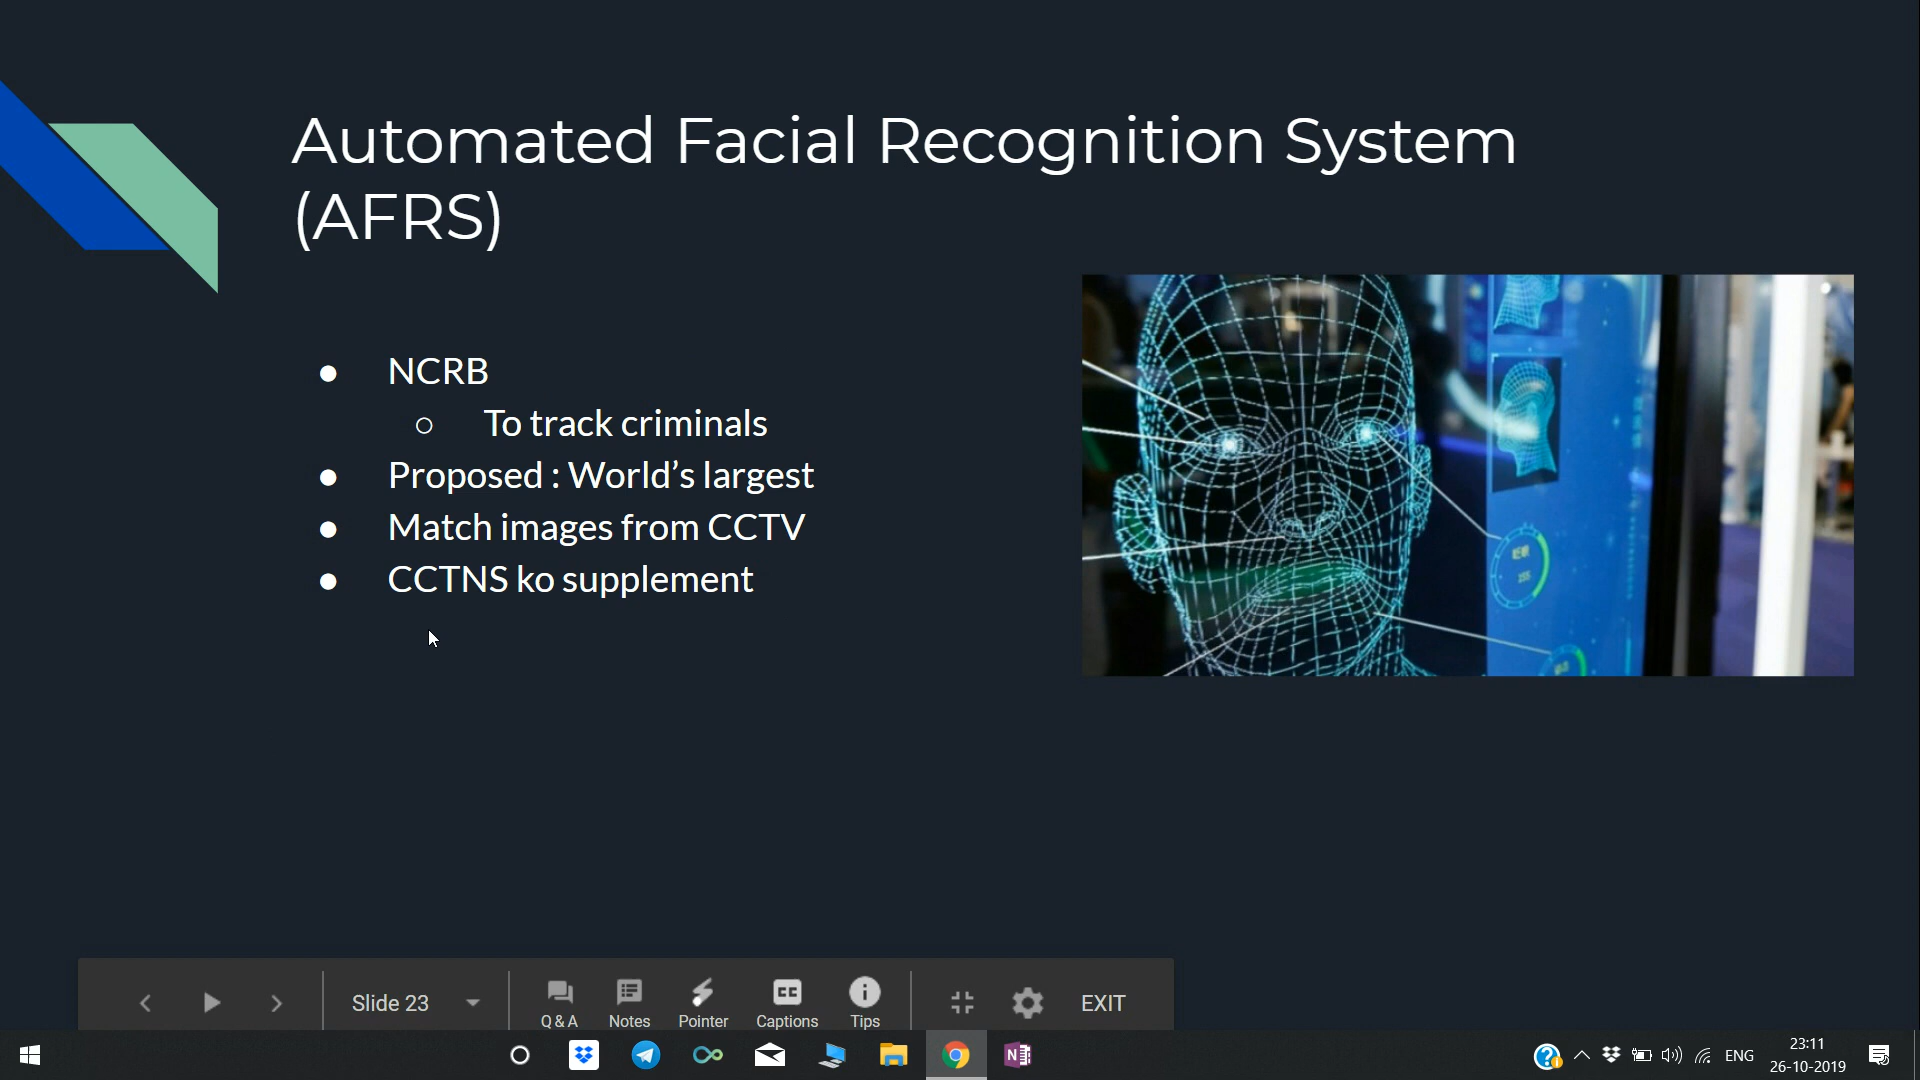 Automated Facial Recognition System
(AFRS)
● NCRB
○ To track criminals
● Proposed : World’s largest
● Match images from CCTV
● CCTNS ko supplement
Slide 23
Q & A
Notes
Pointer
CC
Captions
Tips
EXIT
N
ENG
23:11
26-10-2019